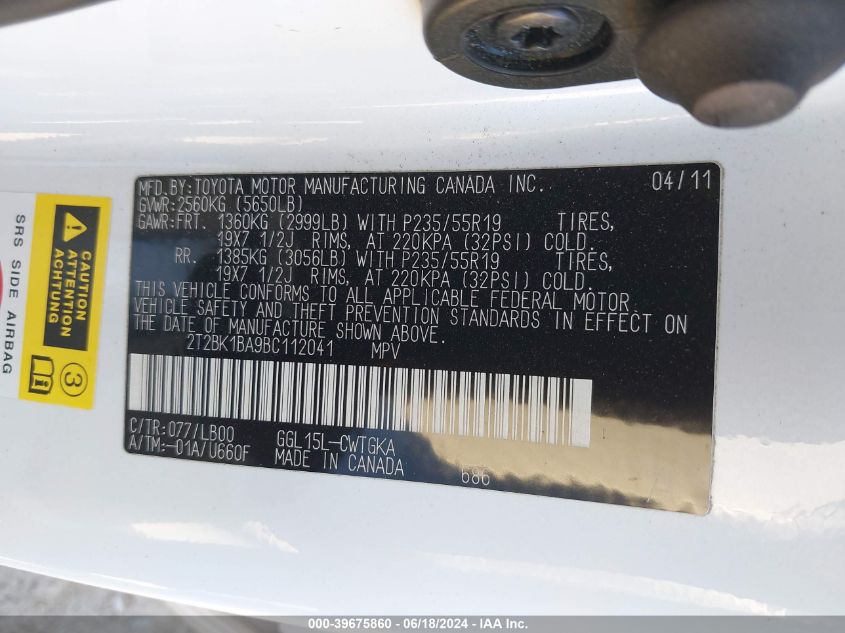 MFD.BY:TOYOTA MOTOR MANUFACTURING CANADA INC. 04/11
GVWR:2560KG (5650LB)
GAWR:FRT. 1360KG (2999LB) WITH P235/55R19 TIRES,
19X7 1/2J RIMS, AT 220KPA (32PSI) COLD.
RR. 1385KG (3056LB) WITH P235/55R19 TIRES,
19X7 1/2J RIMS, AT 220KPA (32PSI) COLD.
THIS VEHICLE CONFORMS TO ALL APPLICABLE FEDERAL MOTOR
VEHICLE SAFETY AND THEFT PREVENTION STANDARDS IN EFFECT ON
THE DATE OF MANUFACTURE SHOWN ABOVE.
2T2BK1BA9BC112041 MPV
C/TR:077/LB00 GGL15L-CWTGKA
A/TM:-01A/U660F MADE IN CANADA 686
SRS SIDE AIRBAG
CAUTION
ATTENTION
ACHTUNG
3
000-39675860 - 06/18/2024 - IAA Inc.